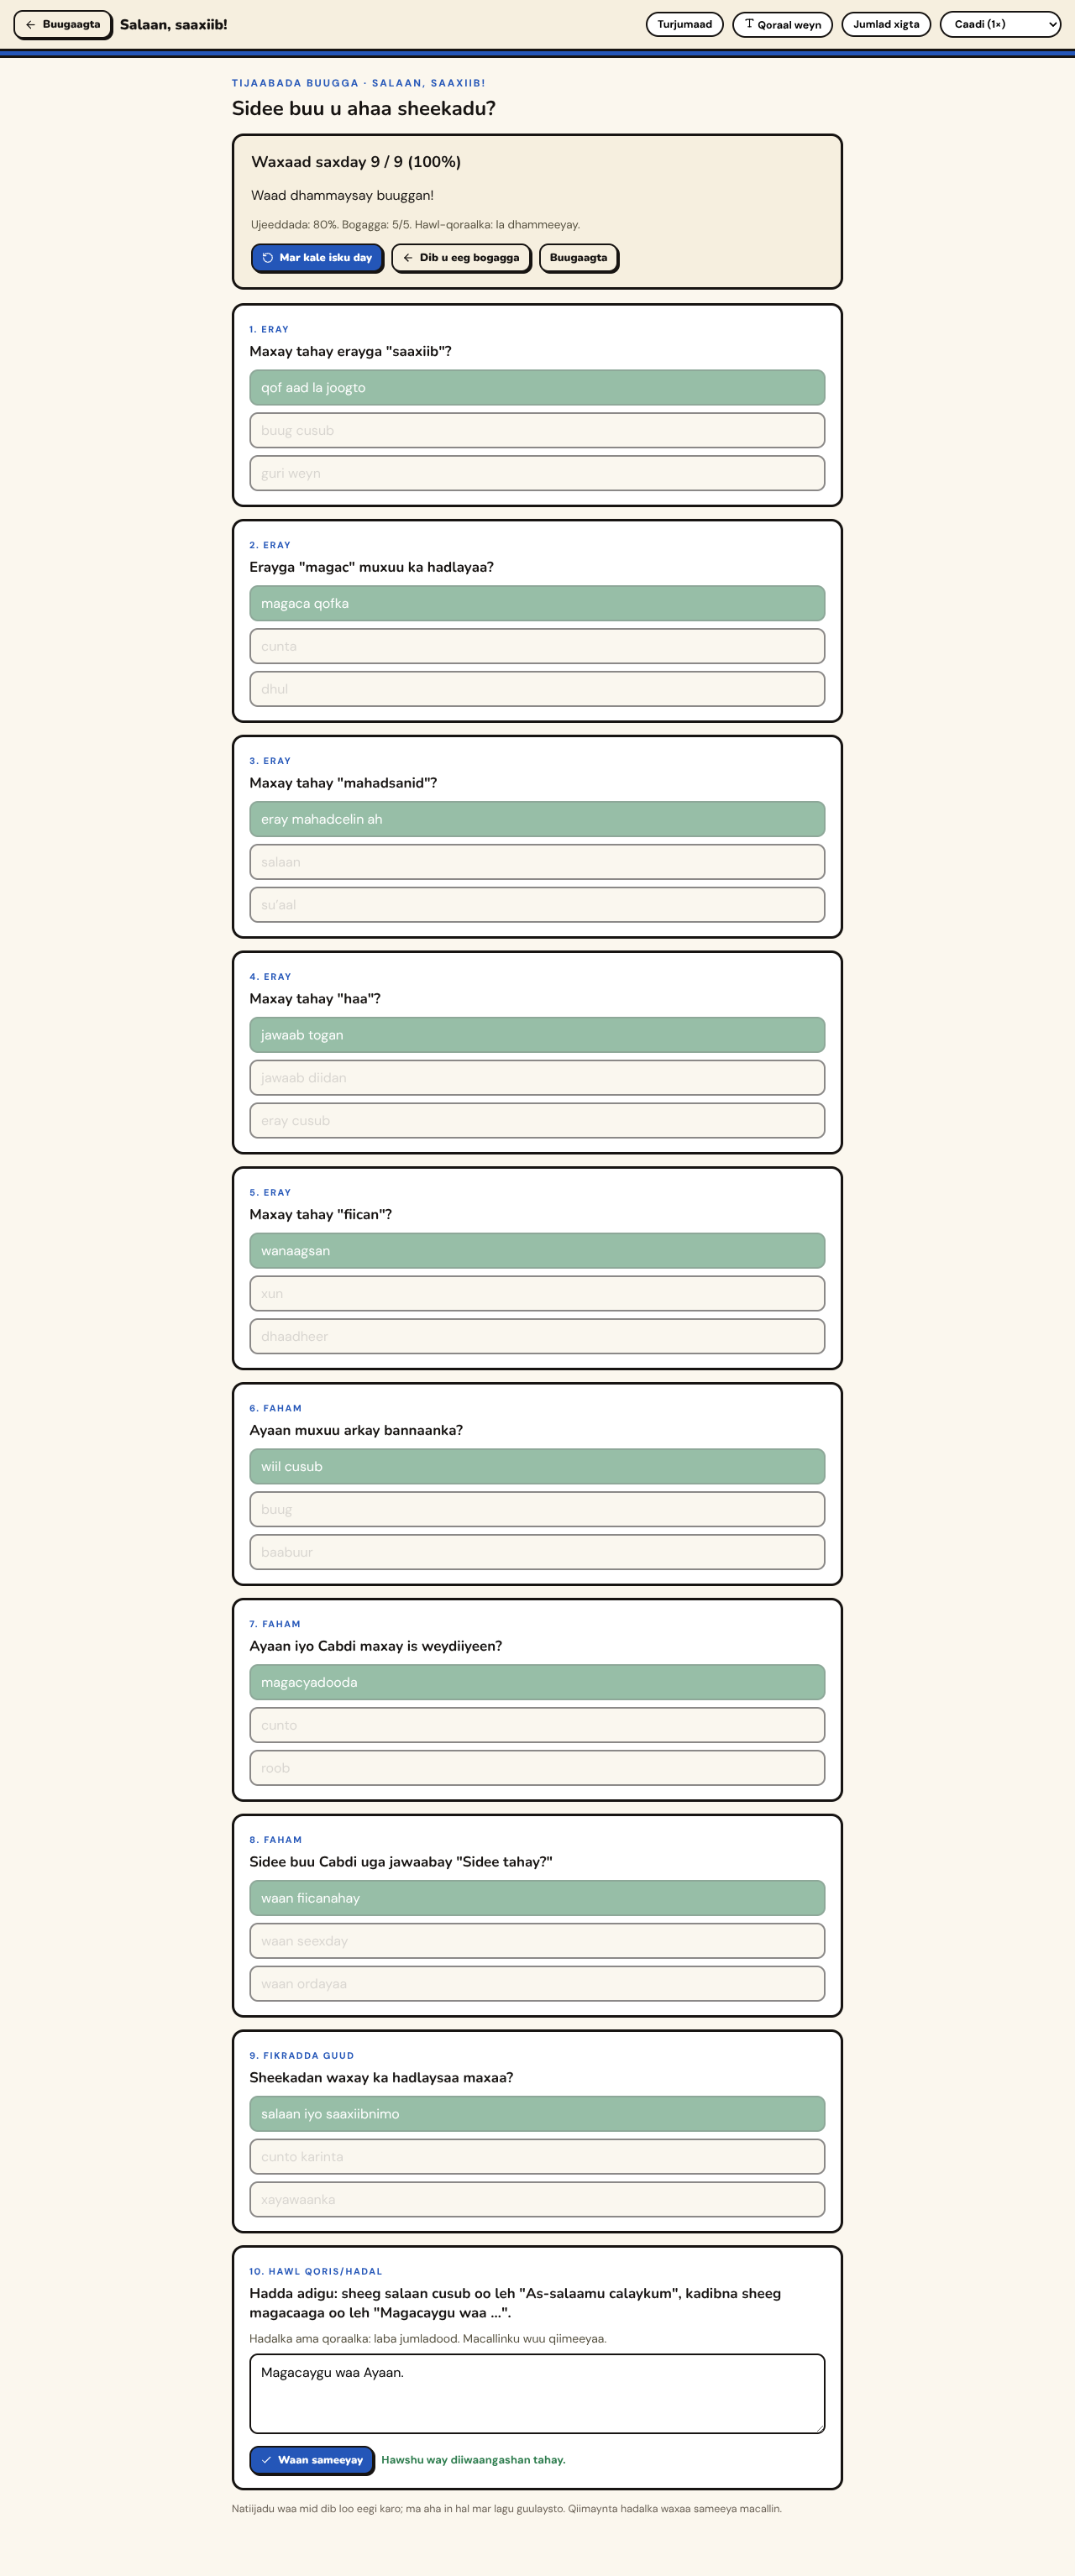 Buugaagta Salaan, saaxiib! Turjumaad Qoraal weyn Jumlad xigta Caadi (1×)
TIJAABADA BUUGGA · SALAAN, SAAXIIB!
Sidee buu u ahaa sheekadu?
Waxaad saxday 9 / 9 (100%)
Waad dhammaysay buuggan!
Ujeeddada: 80%. Bogagga: 5/5. Hawl-qoraalka: la dhammeeyay.
Mar kale isku day Dib u eeg bogagga Buugaagta
1. ERAY
Maxay tahay erayga "saaxiib"?
qof aad la joogto
buug cusub
guri weyn
2. ERAY
Erayga "magac" muxuu ka hadlayaa?
magaca qofka
cunta
dhul
3. ERAY
Maxay tahay "mahadsanid"?
eray mahadcelin ah
salaan
su'aal
4. ERAY
Maxay tahay "haa"?
jawaab togan
jawaab diidan
eray cusub
5. ERAY
Maxay tahay "fiican"?
wanaagsan
xun
dhaadheer
6. FAHAM
Ayaan muxuu arkay bannaanka?
wiil cusub
buug
baabuur
7. FAHAM
Ayaan iyo Cabdi maxay is weydiiyeen?
magacyadooda
cunto
roob
8. FAHAM
Sidee buu Cabdi uga jawaabay "Sidee tahay?"
waan fiicanahay
waan seexday
waan ordayaa
9. FIKRADDA GUUD
Sheekadan waxay ka hadlaysaa maxaa?
salaan iyo saaxiibnimo
cunto karinta
xayawaanka
10. HAWL QORIS/HADAL
Hadda adigu: sheeg salaan cusub oo leh "As-salaamu calaykum", kadibna sheeg
magacaaga oo leh "Magacaygu waa ...".
Hadalka ama qoraalka: laba jumladood. Macallinku wuu qiimeeyaa.
Magacaygu waa Ayaan.
Waan sameeyay Hawshu way diiwaangashan tahay.
Natiijadu waa mid dib loo eegi karo; ma aha in hal mar lagu guulaysto. Qiimaynta hadalka waxaa sameeya macallin.